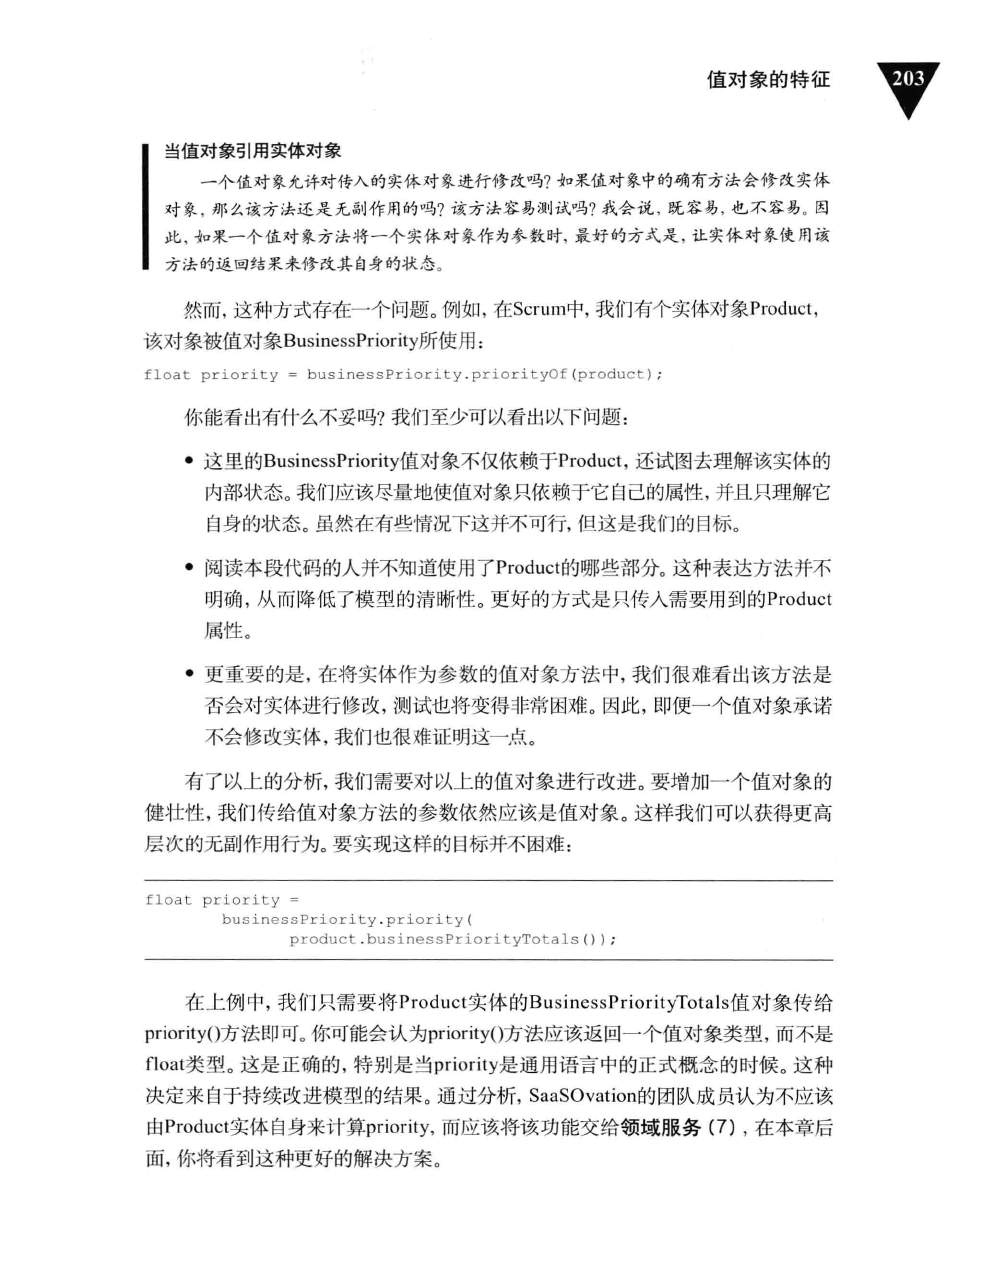 值对象的特征
203
当值对象引用实体对象
一个值对象允许对传入的实体对象进行修改吗？如果值对象中的确有方法会修改实体
对象，那么该方法还是无副作用的吗？该方法容易测试吗？我会说，既容易，也不容易。因
此，如果一个值对象方法将一个实体对象作为参数时，最好的方式是，让实体对象使用该
方法的返回结果来修改其自身的状态。
然而，这种方式存在一个问题。例如，在Scrum中，我们有个实体对象Product，
该对象被值对象BusinessPriority所使用：
float priority = businessPriority.priorityOf(product);
你能看出有什么不妥吗？我们至少可以看出以下问题：
• 这里的BusinessPriority值对象不仅依赖于Product，还试图去理解该实体的
内部状态。我们应该尽量地使值对象只依赖于它自己的属性，并且只理解它
自身的状态。虽然在有些情况下这并不可行，但这是我们的目标。
• 阅读本段代码的人并不知道使用了Product的哪些部分。这种表达方法并不
明确，从而降低了模型的清晰性。更好的方式是只传入需要用到的Product
属性。
• 更重要的是，在将实体作为参数的值对象方法中，我们很难看出该方法是
否会对实体进行修改，测试也将变得非常困难。因此，即便一个值对象承诺
不会修改实体，我们也很难证明这一点。
有了以上的分析，我们需要对以上的值对象进行改进。要增加一个值对象的
健壮性，我们传给值对象方法的参数依然应该是值对象。这样我们可以获得更高
层次的无副作用行为。要实现这样的目标并不困难：
float priority =
businessPriority.priority(
product.businessPriorityTotals());
在上例中，我们只需要将Product实体的BusinessPriorityTotals值对象传给
priority()方法即可。你可能会认为priority()方法应该返回一个值对象类型，而不是
float类型。这是正确的，特别是当priority是通用语言中的正式概念的时候。这种
决定来自于持续改进模型的结果。通过分析，SaaSOvation的团队成员认为不应该
由Product实体自身来计算priority，而应该将该功能交给领域服务（7），在本章后
面，你将看到这种更好的解决方案。